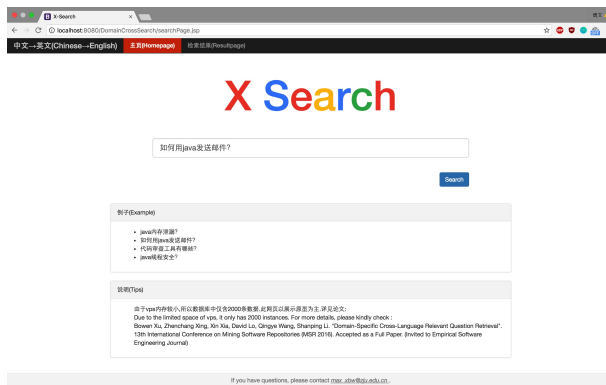 X-Search
localhost:8080/DomainCrossSearch/searchPage.jsp
中文→英文(Chinese→English) 主页(Homepage) 检索结果(Resultpage)
X Search
如何用java发送邮件?
Search
例子(Example)
java内存泄漏?
如何用java发送邮件?
代码审查工具有哪些?
java线程安全?
说明(Tips)
由于vps内存较小,所以数据库中仅含2000条数据.此网页以展示原型为主.详见论文:
Due to the limited space of vps, it only has 2000 instances. For more details, please kindly check :
Bowen Xu, Zhenchang Xing, Xin Xia, David Lo, Qingye Wang, Shanping Li. "Domain-Specific Cross-Language Relevant Question Retrieval".
13th International Conference on Mining Software Repositories (MSR 2016). Accepted as a Full Paper. (Invited to Empirical Software
Engineering Journal)
If you have questions, please contact max_xbw@zju.edu.cn .